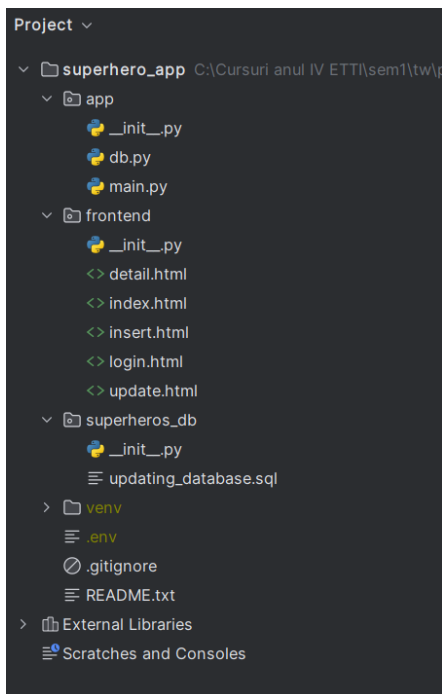 Project
superhero_app C:\Cursuri anul IV ETTI\sem1\tw\p
app
__init__.py
db.py
main.py
frontend
__init__.py
detail.html
index.html
insert.html
login.html
update.html
superheros_db
__init__.py
updating_database.sql
venv
.env
.gitignore
README.txt
External Libraries
Scratches and Consoles